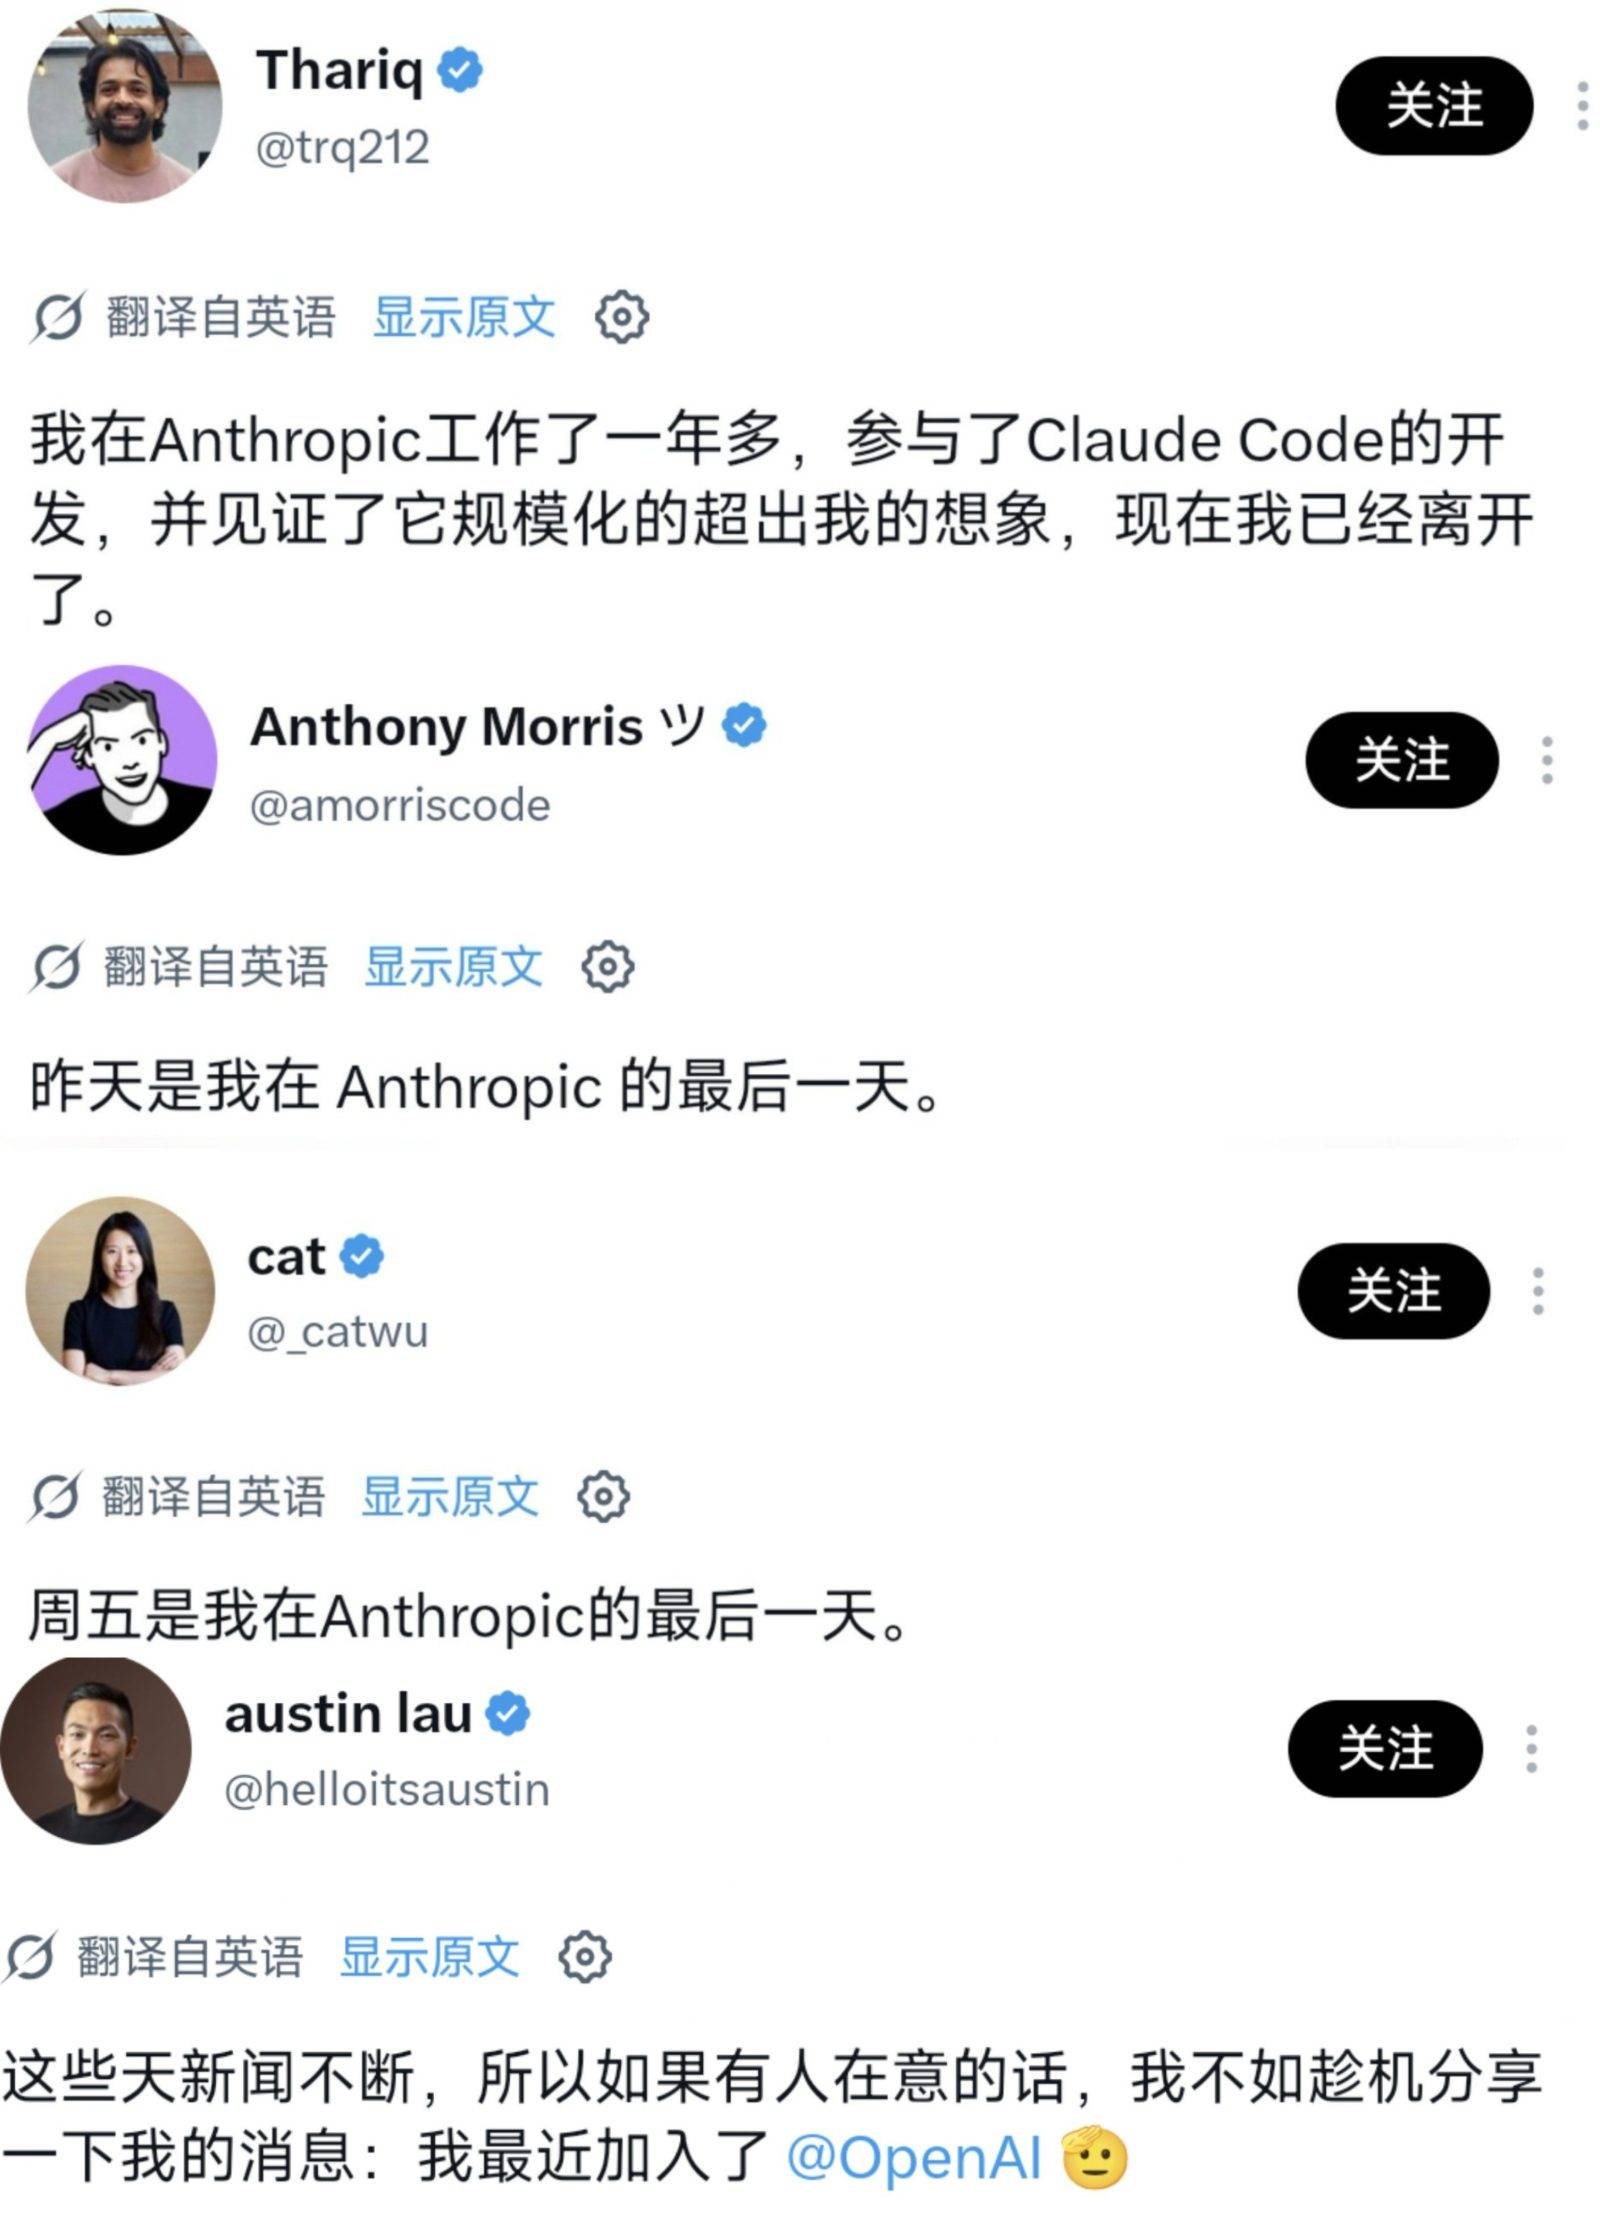 Thariq
@trq212
关注
翻译自英语 显示原文
我在Anthropic工作了一年多，参与了Claude Code的开
发，并见证了它规模化的超出我的想象，现在我已经离开
了。
Anthony Morris ツ
@amorriscode
关注
翻译自英语 显示原文
昨天是我在 Anthropic 的最后一天。
cat
@_catwu
关注
翻译自英语 显示原文
周五是我在Anthropic的最后一天。
austin lau
@helloitsaustin
关注
翻译自英语 显示原文
这些天新闻不断，所以如果有人在意的话，我不如趁机分享
一下我的消息：我最近加入了 @OpenAI 🫡